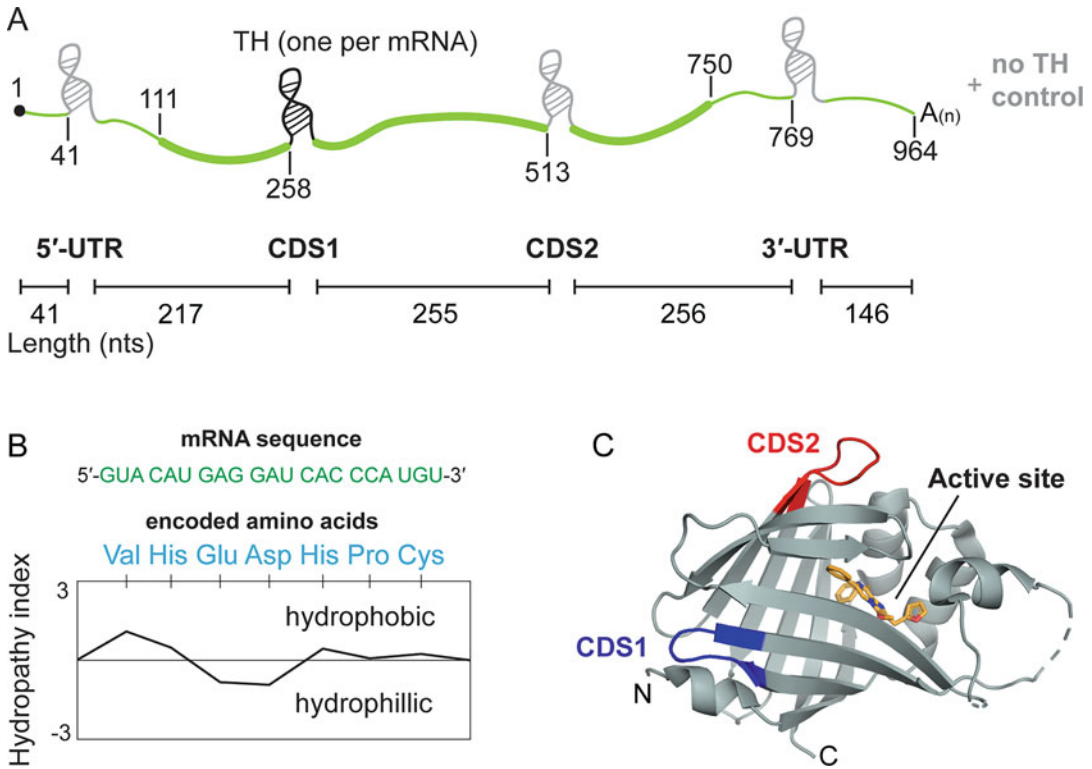 A
TH (one per mRNA)
1
41
111
258
513
750
769
A(n)
964
+ no TH
control
5′-UTR
CDS1
CDS2
3′-UTR
41
217
255
256
146
Length (nts)
B
mRNA sequence
5′-GUA CAU GAG GAU CAC CCA UGU-3′
encoded amino acids
Val His Glu Asp His Pro Cys
Hydropathy index
3
-3
hydrophobic
hydrophillic
C
CDS2
Active site
CDS1
N
C